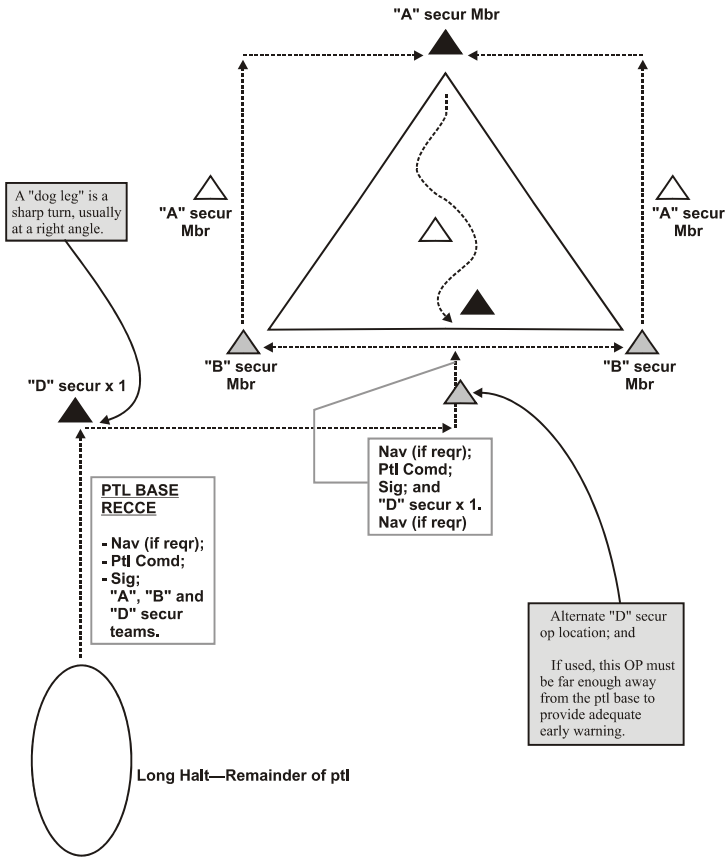 "A" secur Mbr
A "dog leg" is a
sharp turn, usually
at a right angle.
"A" secur
Mbr
"A" secur
Mbr
"B" secur
Mbr
"B" secur
Mbr
"D" secur x 1
Nav (if reqr);
Ptl Comd;
Sig; and
"D" secur x 1.
Nav (if reqr)
PTL BASE
RECCE
- Nav (if reqr);
- Ptl Comd;
- Sig;
"A", "B" and
"D" secur
teams.
Alternate "D" secur
op location; and
If used, this OP must
be far enough away
from the ptl base to
provide adequate
early warning.
Long Halt—Remainder of ptl